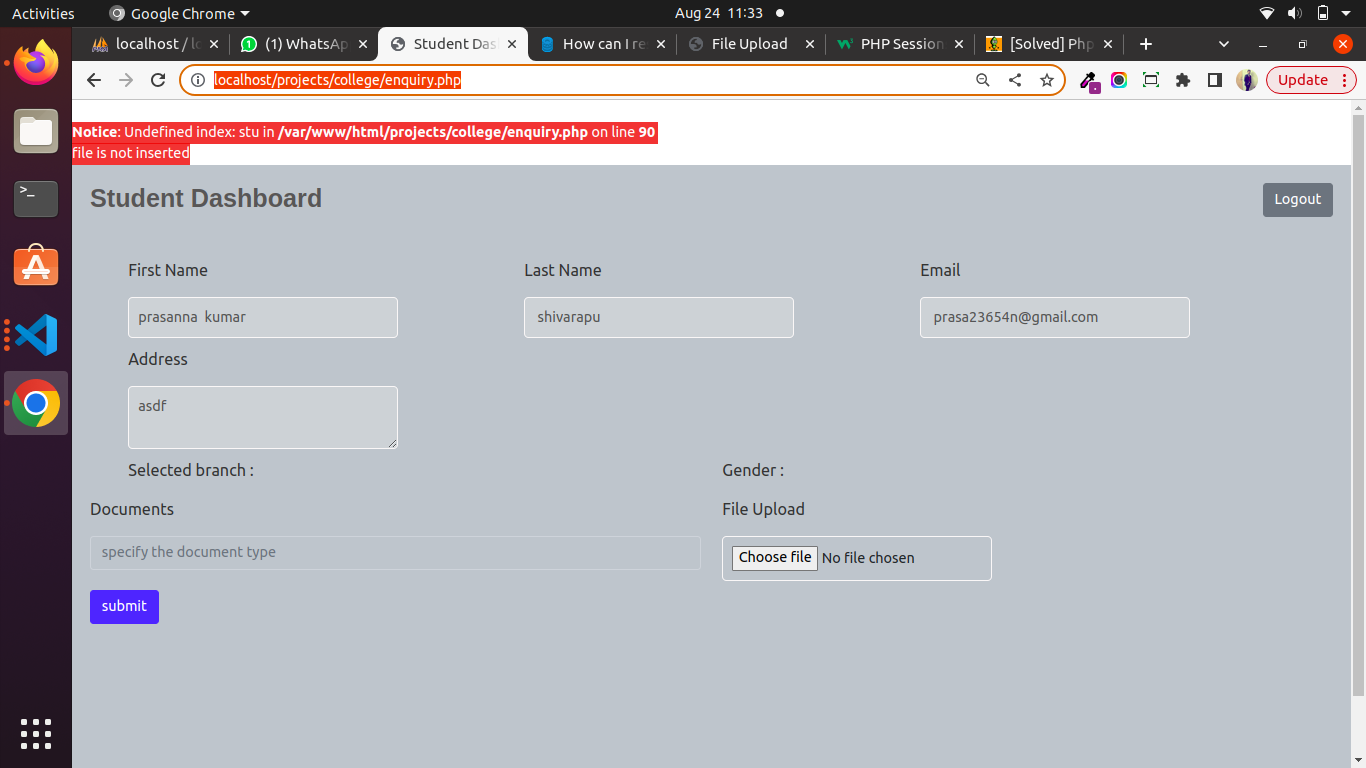 Activities Google Chrome Aug 24 11:33
localhost / lo (1) WhatsAp Student Das How can I re File Upload PHP Session [Solved] Php
localhost/projects/college/enquiry.php Update
Notice: Undefined index: stu in /var/www/html/projects/college/enquiry.php on line 90
file is not inserted
Student Dashboard Logout
First Name Last Name Email
prasanna kumar shivarapu prasa23654n@gmail.com
Address
asdf
Selected branch : Gender :
Documents File Upload
specify the document type Choose file No file chosen
submit